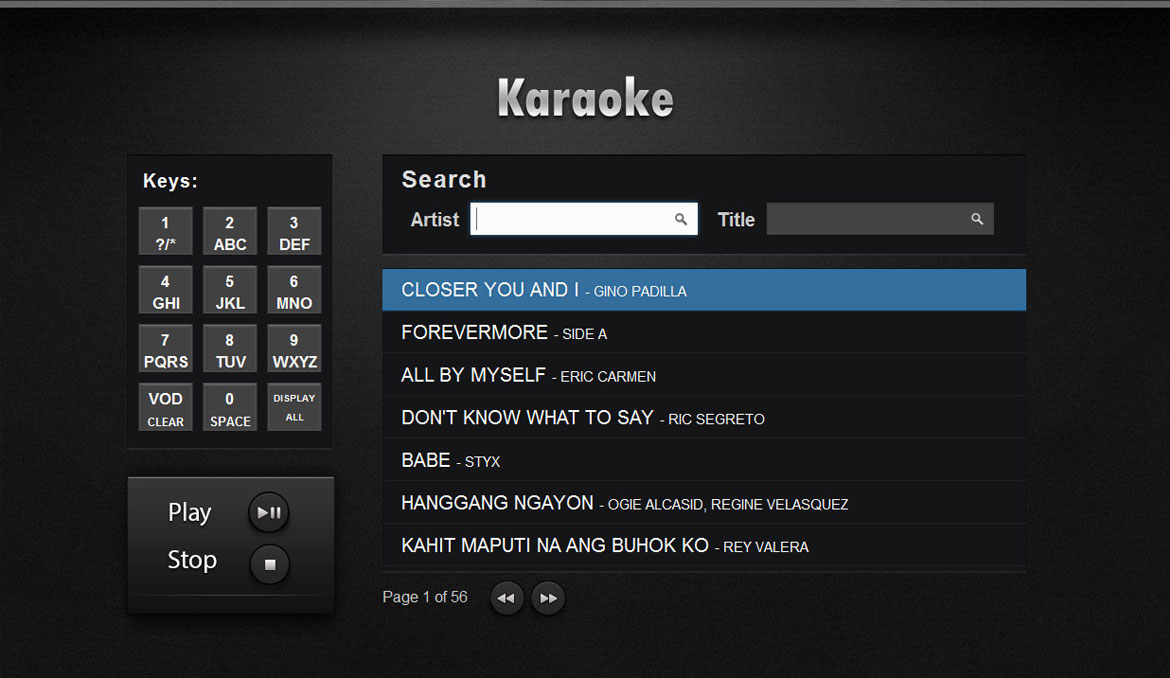 Karaoke
Keys:
1
?/*
2
ABC
3
DEF
4
GHI
5
JKL
6
MNO
7
PQRS
8
TUV
9
WXYZ
VOD
CLEAR
0
SPACE
DISPLAY
ALL
Play
Stop
Search
Artist
Title
CLOSER YOU AND I - GINO PADILLA
FOREVERMORE - SIDE A
ALL BY MYSELF - ERIC CARMEN
DON'T KNOW WHAT TO SAY - RIC SEGRETO
BABE - STYX
HANGGANG NGAYON - OGIE ALCASID, REGINE VELASQUEZ
KAHIT MAPUTI NA ANG BUHOK KO - REY VALERA
Page 1 of 56